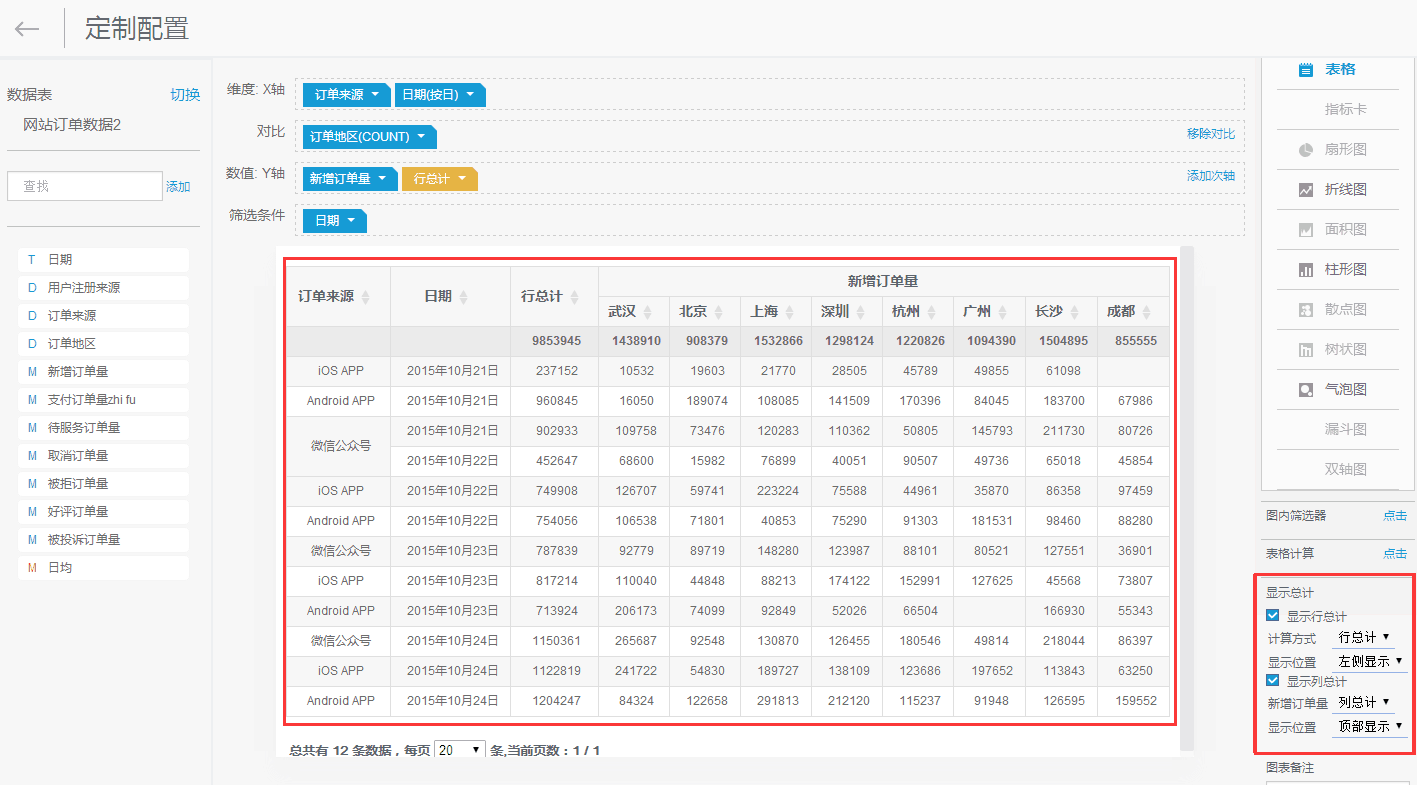 定制配置
数据表 切换
网站订单数据2
查找 添加
T 日期
D 用户注册来源
D 订单来源
D 订单地区
M 新增订单量
M 支付订单量zhi fu
M 待服务订单量
M 取消订单量
M 被拒订单量
M 好评订单量
M 被投诉订单量
M 日均
维度: X轴 订单来源 日期(按日)
对比 订单地区(COUNT) 移除对比
数值: Y轴 新增订单量 行总计 添加次轴
筛选条件 日期
订单来源 日期 行总计 新增订单量
武汉 北京 上海 深圳 杭州 广州 长沙 成都
9853945 1438910 908379 1532866 1298124 1220826 1094390 1504895 855555
iOS APP 2015年10月21日 237152 10532 19603 21770 28505 45789 49855 61098
Android APP 2015年10月21日 960845 16050 189074 108085 141509 170396 84045 183700 67986
微信公众号 2015年10月21日 902933 109758 73476 120283 110362 50805 145793 211730 80726
2015年10月22日 452647 68600 15982 76899 40051 90507 49736 65018 45854
iOS APP 2015年10月22日 749908 126707 59741 223224 75588 44961 35870 86358 97459
Android APP 2015年10月22日 754056 106538 71801 40853 75290 91303 181531 98460 88280
微信公众号 2015年10月23日 787839 92779 89719 148280 123987 88101 80521 127551 36901
iOS APP 2015年10月23日 817214 110040 44848 88213 174122 152991 127625 45568 73807
Android APP 2015年10月23日 713924 206173 74099 92849 52026 66504 166930 55343
微信公众号 2015年10月24日 1150361 265687 92548 130870 126455 180546 49814 218044 86397
iOS APP 2015年10月24日 1122819 241722 54830 189727 138109 123686 197652 113843 63250
Android APP 2015年10月24日 1204247 84324 122658 291813 212120 115237 91948 126595 159552
总共有 12 条数据，每页 20 条,当前页数：1 / 1
表格
指标卡
扇形图
折线图
面积图
柱形图
散点图
树状图
气泡图
漏斗图
双轴图
图内筛选器 点击
表格计算 点击
显示总计
显示行总计
计算方式 行总计
显示位置 左侧显示
显示列总计
新增订单量 列总计
显示位置 顶部显示
图表备注